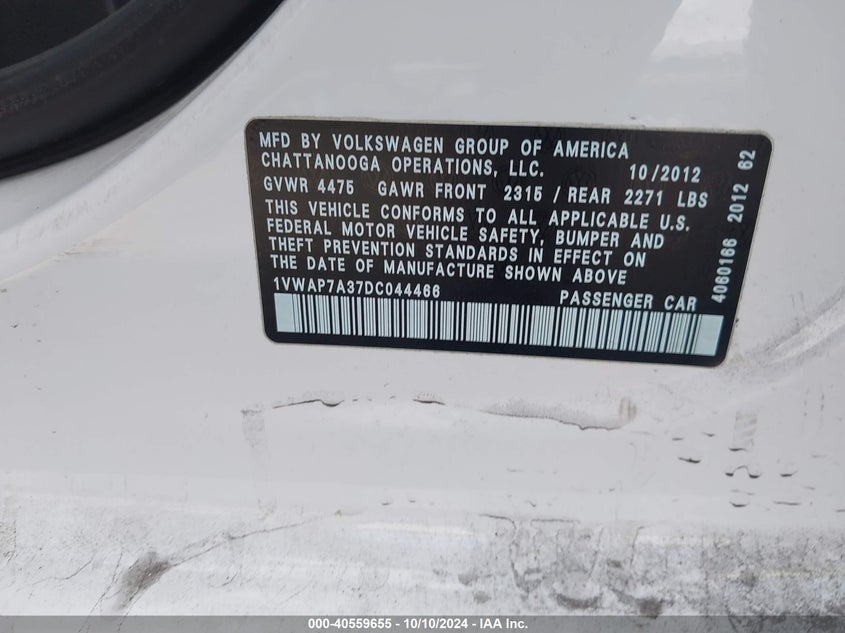 MFD BY VOLKSWAGEN GROUP OF AMERICA
CHATTANOOGA OPERATIONS, LLC. 10/2012
GVWR 4475 GAWR FRONT 2315 / REAR 2271 LBS
THIS VEHICLE CONFORMS TO ALL APPLICABLE U.S.
FEDERAL MOTOR VEHICLE SAFETY, BUMPER AND
THEFT PREVENTION STANDARDS IN EFFECT ON
THE DATE OF MANUFACTURE SHOWN ABOVE
1VWAP7A37DC044466 PASSENGER CAR
4060166 2012 62
000-40559655 - 10/10/2024 - IAA Inc.